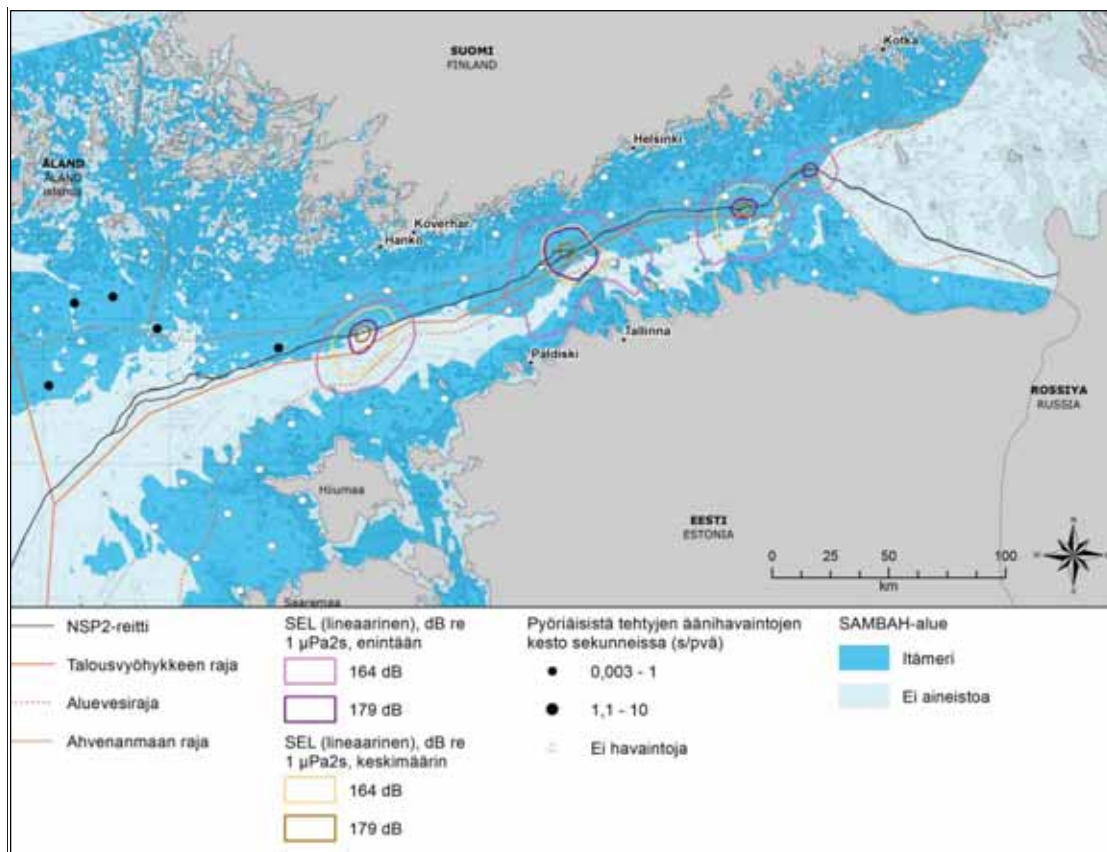 SUOMI
FINLAND
Kotka
Helsinki
ÅLAND
ÅLAND
islands
Koverhar
Hanko
Tallinna
Paldiski
ROSSIYA
RUSSIA
Hiiumaa
EESTI
ESTONIA
0 25 50 100
km
Saaremaa
NSP2-reitti
Talousvyöhykkeen raja
Aluevesiraja
Ahvenanmaan raja
SEL (lineaarinen), dB re
1 µPa2s, enintään
164 dB
179 dB
SEL (lineaarinen), dB re
1 µPa2s, keskimäärin
164 dB
179 dB
Pyöriäisistä tehtyjen äänihavaintojen
kesto sekunneissa (s/pvä)
0,003 - 1
1,1 - 10
Ei havaintoja
SAMBAH-alue
Itämeri
Ei aineistoa